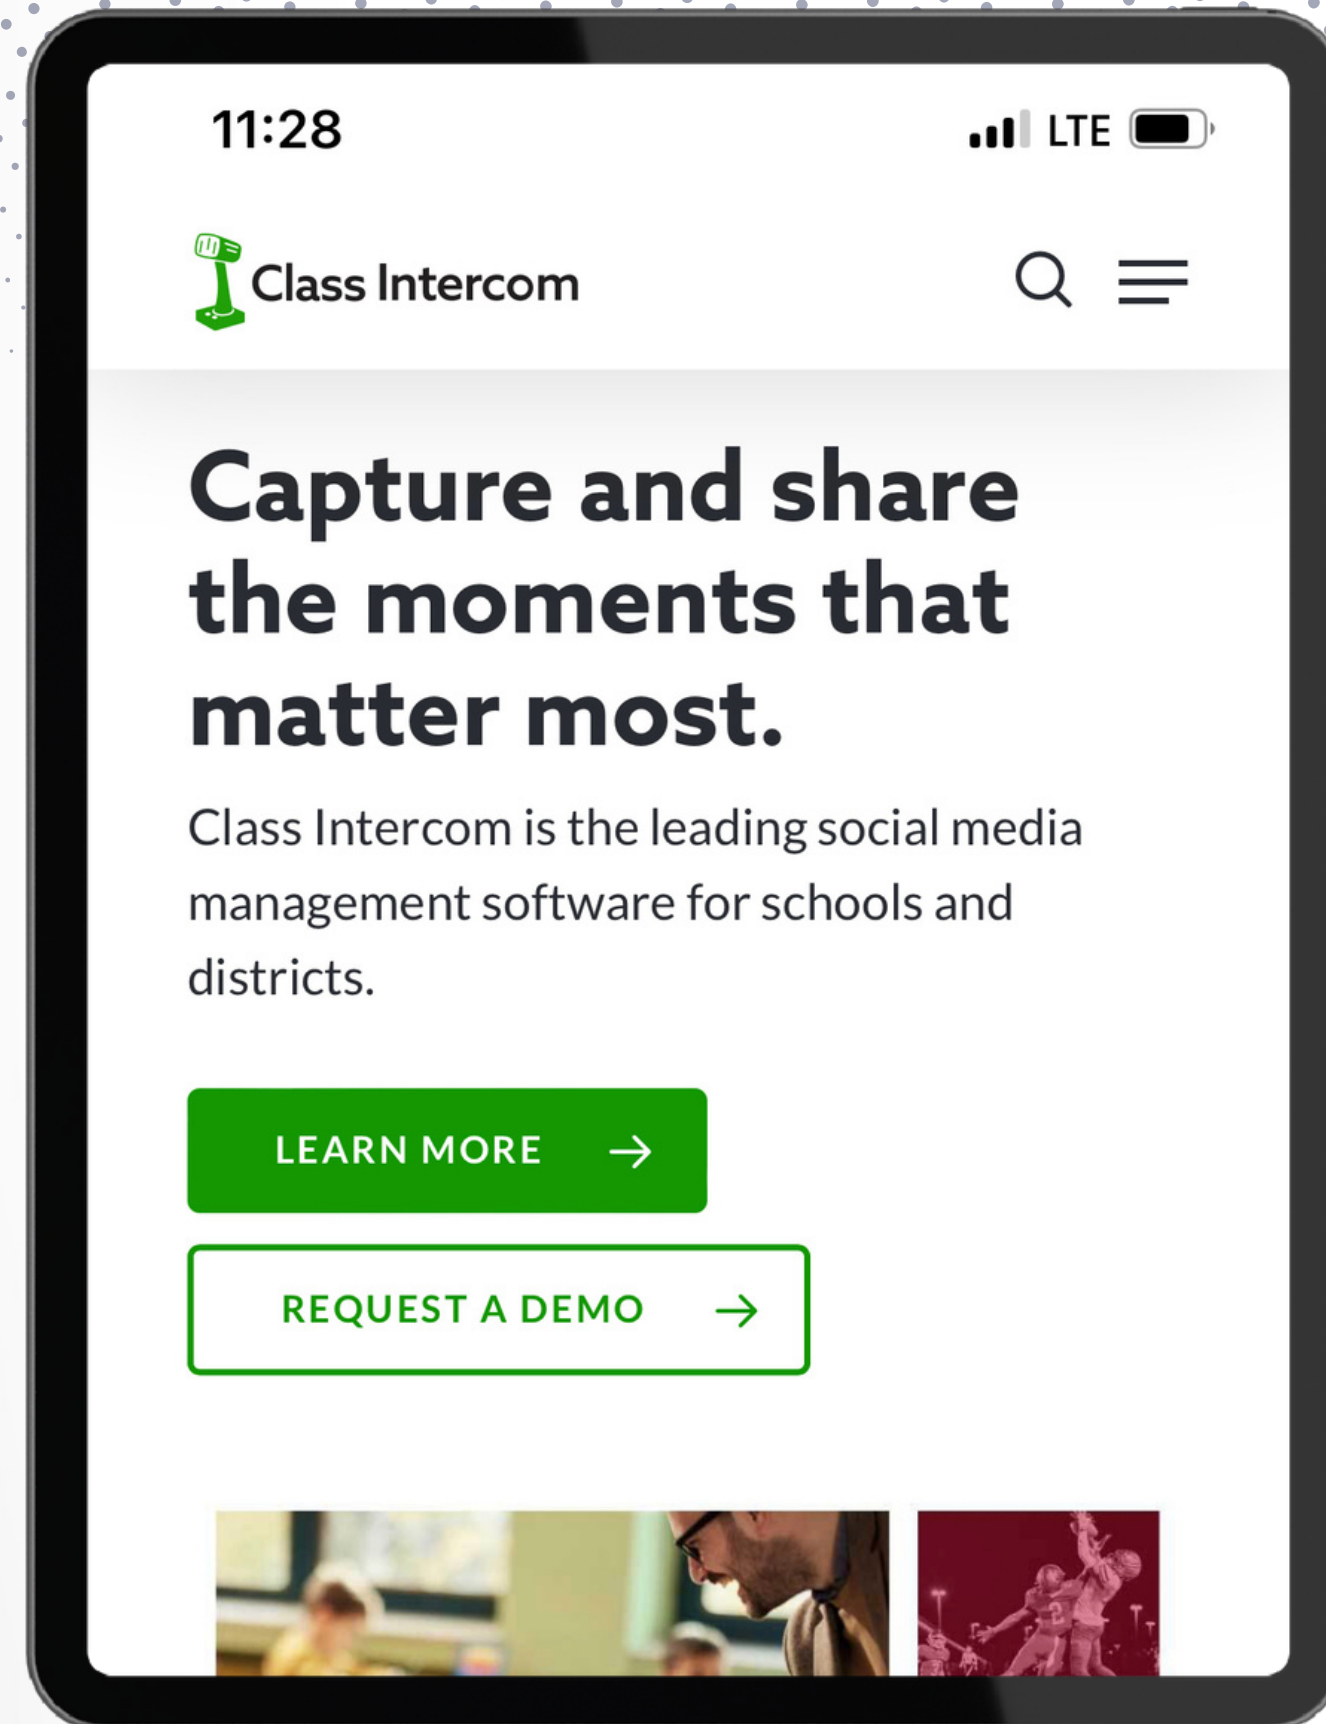 11:28 LTE
Class Intercom
Capture and share
the moments that
matter most.
Class Intercom is the leading social media
management software for schools and
districts.
LEARN MORE →
REQUEST A DEMO →